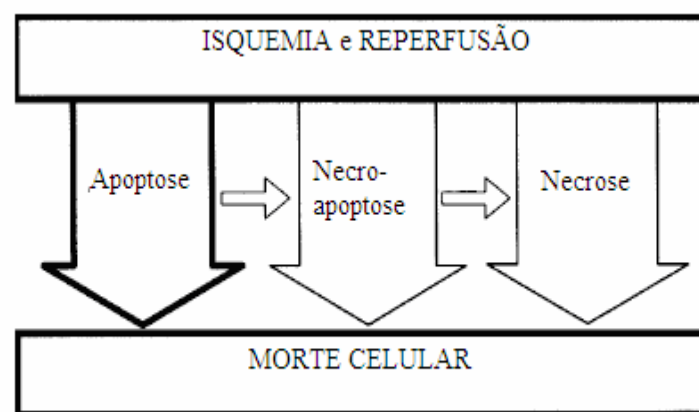 ISQUEMIA e REPERFUSÃO
Apoptose
Necro-
apoptose
Necrose
MORTE CELULAR